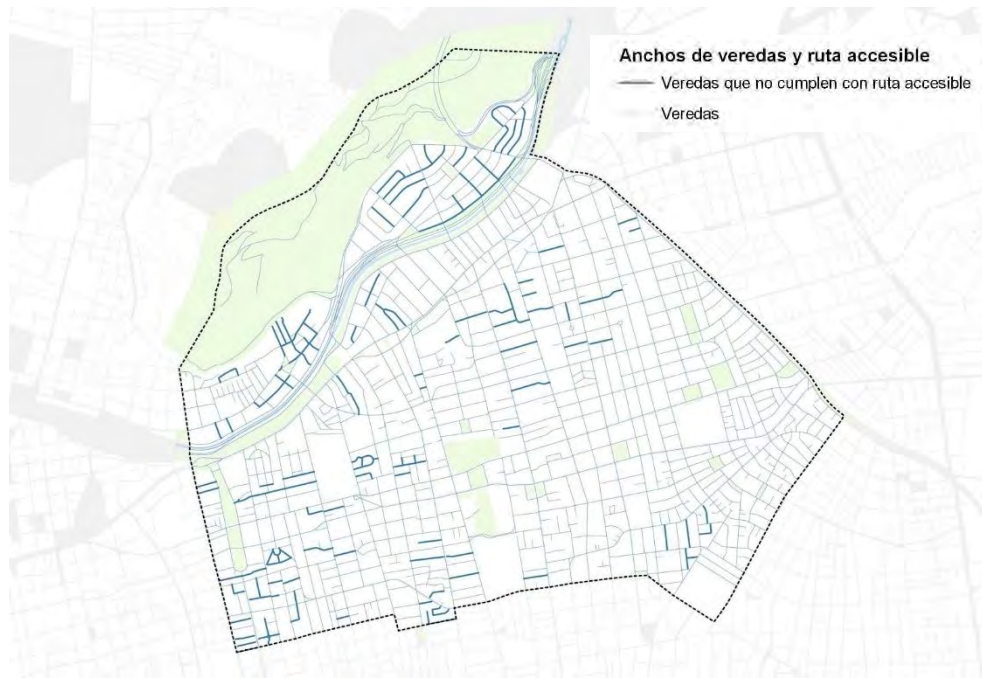 Anchos de veredas y ruta accesible
Veredas que no cumplen con ruta accesible
Veredas